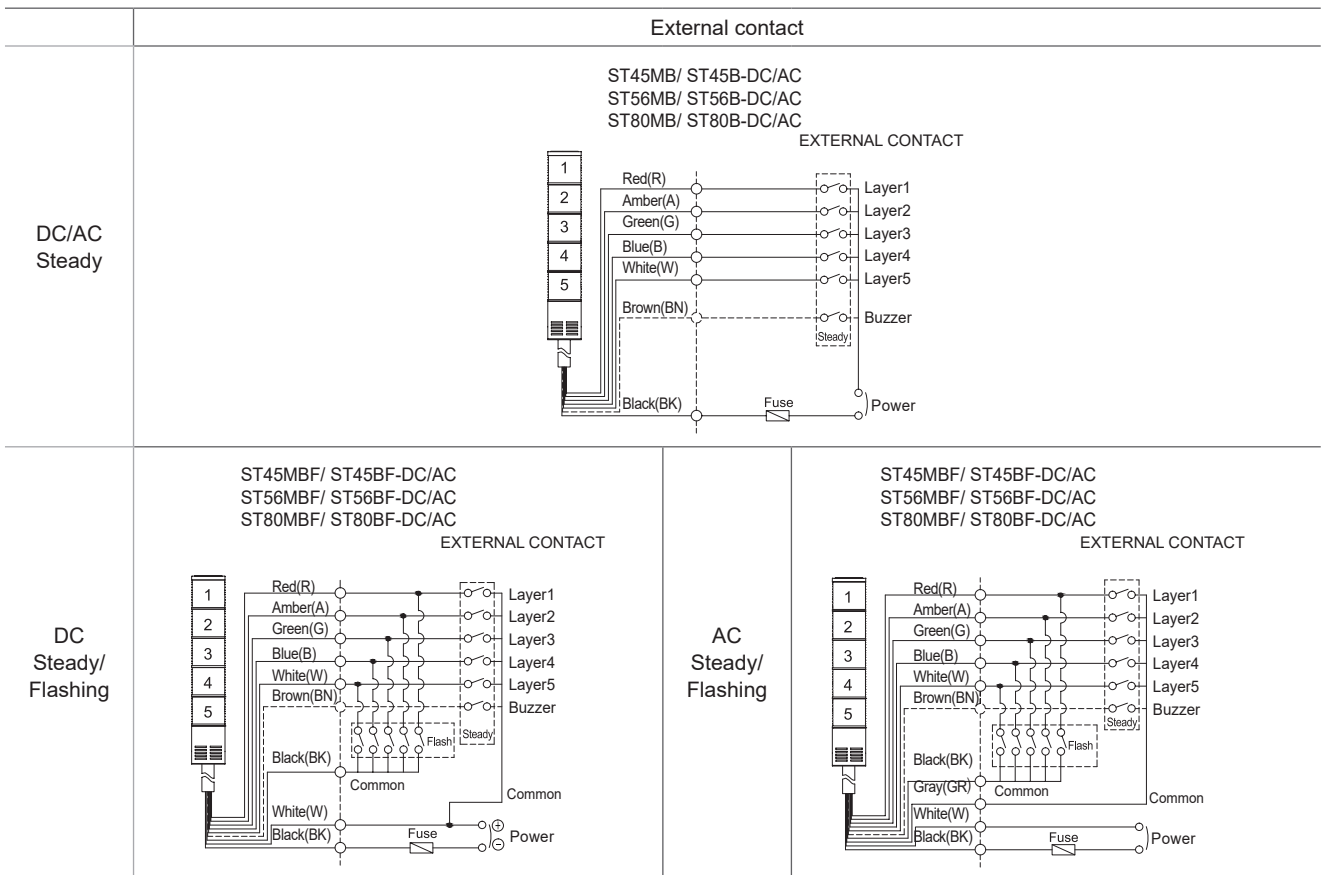 External contact
DC/AC
Steady
ST45MB/ ST45B-DC/AC
ST56MB/ ST56B-DC/AC
ST80MB/ ST80B-DC/AC
EXTERNAL CONTACT
1
2
3
4
5
Red(R)
Amber(A)
Green(G)
Blue(B)
White(W)
Brown(BN)
Black(BK)
Layer1
Layer2
Layer3
Layer4
Layer5
Buzzer
Steady
Fuse
Power
DC
Steady/
Flashing
ST45MBF/ ST45BF-DC/AC
ST56MBF/ ST56BF-DC/AC
ST80MBF/ ST80BF-DC/AC
EXTERNAL CONTACT
1
2
3
4
5
Red(R)
Amber(A)
Green(G)
Blue(B)
White(W)
Brown(BN)
Black(BK)
White(W)
Black(BK)
Layer1
Layer2
Layer3
Layer4
Layer5
Buzzer
Steady
Flash
Common
Common
Fuse
+
−
Power
AC
Steady/
Flashing
ST45MBF/ ST45BF-DC/AC
ST56MBF/ ST56BF-DC/AC
ST80MBF/ ST80BF-DC/AC
EXTERNAL CONTACT
1
2
3
4
5
Red(R)
Amber(A)
Green(G)
Blue(B)
White(W)
Brown(BN)
Black(BK)
Gray(GR)
White(W)
Black(BK)
Layer1
Layer2
Layer3
Layer4
Layer5
Buzzer
Steady
Flash
Common
Common
Fuse
Power